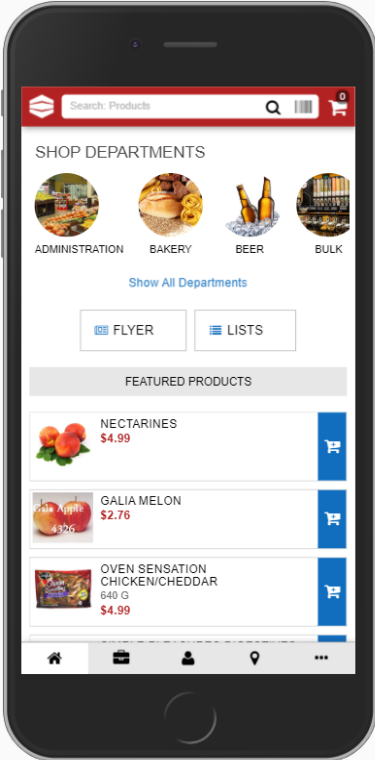 0
Search: Products
SHOP DEPARTMENTS
ADMINISTRATION
BAKERY
BEER
BULK
Show All Departments
FLYER
LISTS
FEATURED PRODUCTS
NECTARINES
$4.99
Gala Apple
4326
GALIA MELON
$2.76
OVEN SENSATION
CHICKEN/CHEDDAR
640 G
$4.99